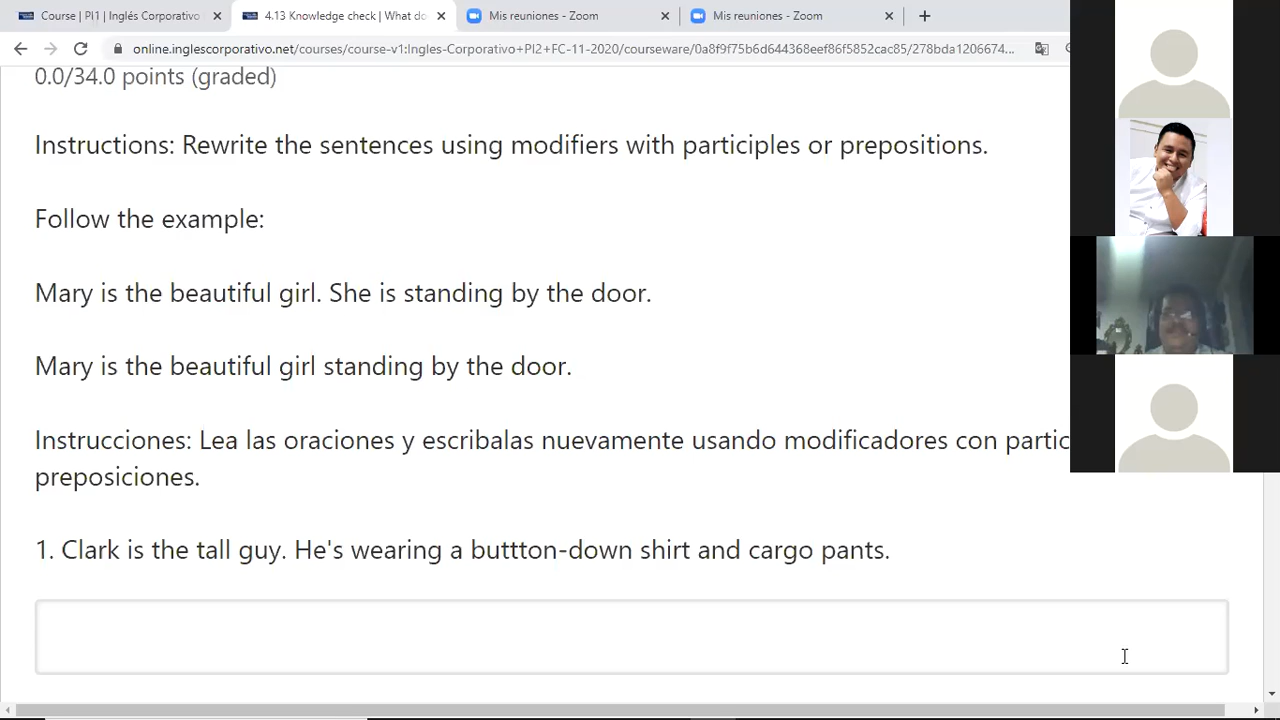 Course | PI1 | Inglés Corporativo
4.13 Knowledge check | What do
Mis reuniones - Zoom
Mis reuniones - Zoom
online.inglescorporativo.net/courses/course-v1:Ingles-Corporativo+PI2+FC-11-2020/courseware/0a8f9f75f6d644368eef86f5852cac85/278bda1206674...
0.0/34.0 points (graded)
Instructions: Rewrite the sentences using modifiers with participles or prepositions.
Follow the example:
Mary is the beautiful girl. She is standing by the door.
Mary is the beautiful girl standing by the door.
Instrucciones: Lea las oraciones y escribalas nuevamente usando modificadores con partic
preposiciones.
1. Clark is the tall guy. He's wearing a buttton-down shirt and cargo pants.